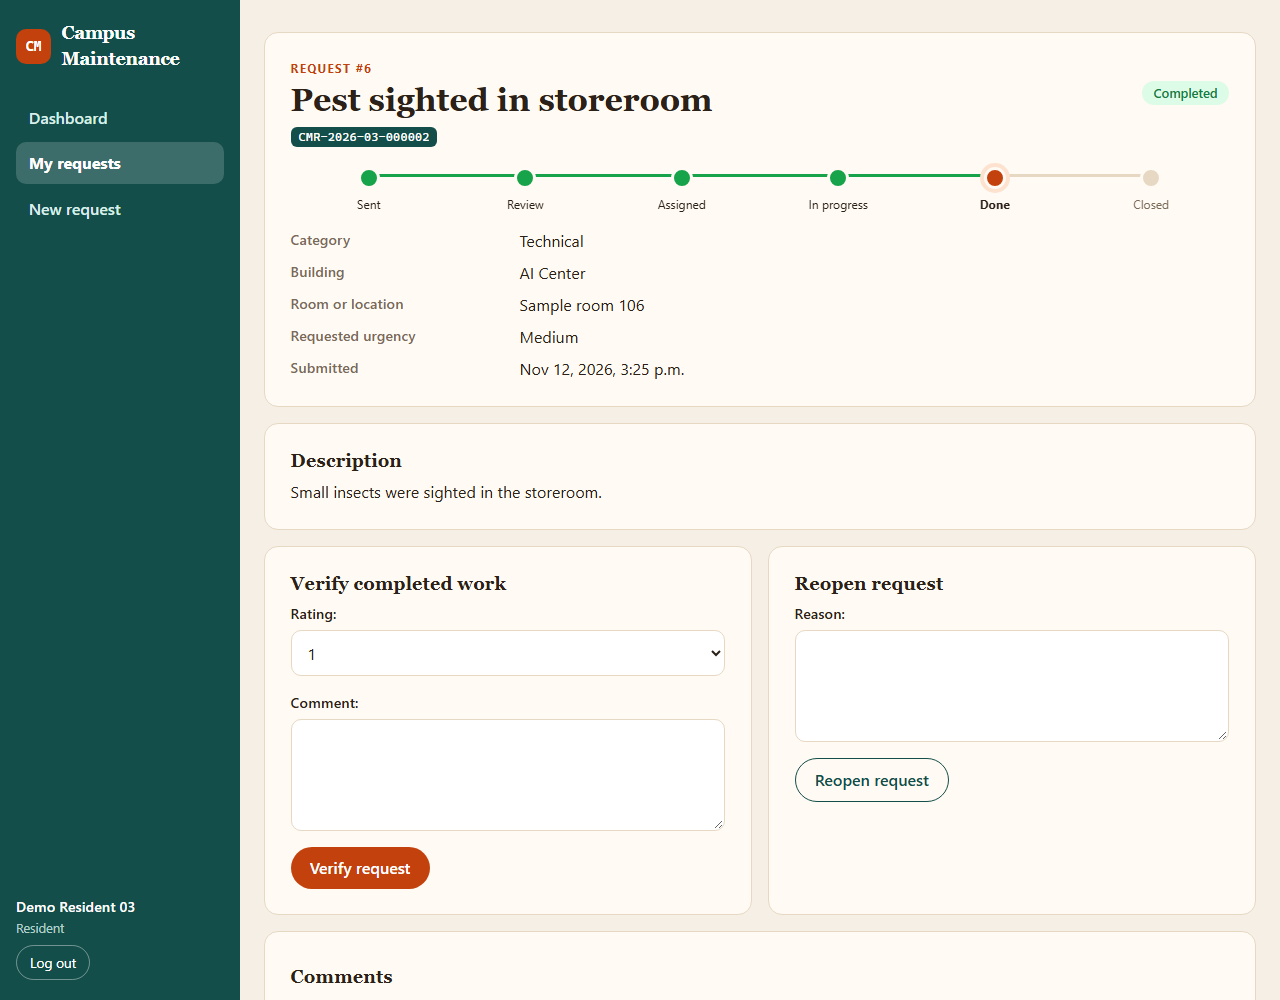 CM
Campus
Maintenance
Dashboard
My requests
New request
Demo Resident 03
Resident
Log out
REQUEST #6
Pest sighted in storeroom
CMR-2026-03-000002
Completed
Sent
Review
Assigned
In progress
Done
Closed
Category
Technical
Building
AI Center
Room or location
Sample room 106
Requested urgency
Medium
Submitted
Nov 12, 2026, 3:25 p.m.
Description
Small insects were sighted in the storeroom.
Verify completed work
Rating:
1
Comment:
Verify request
Reopen request
Reason:
Reopen request
Comments